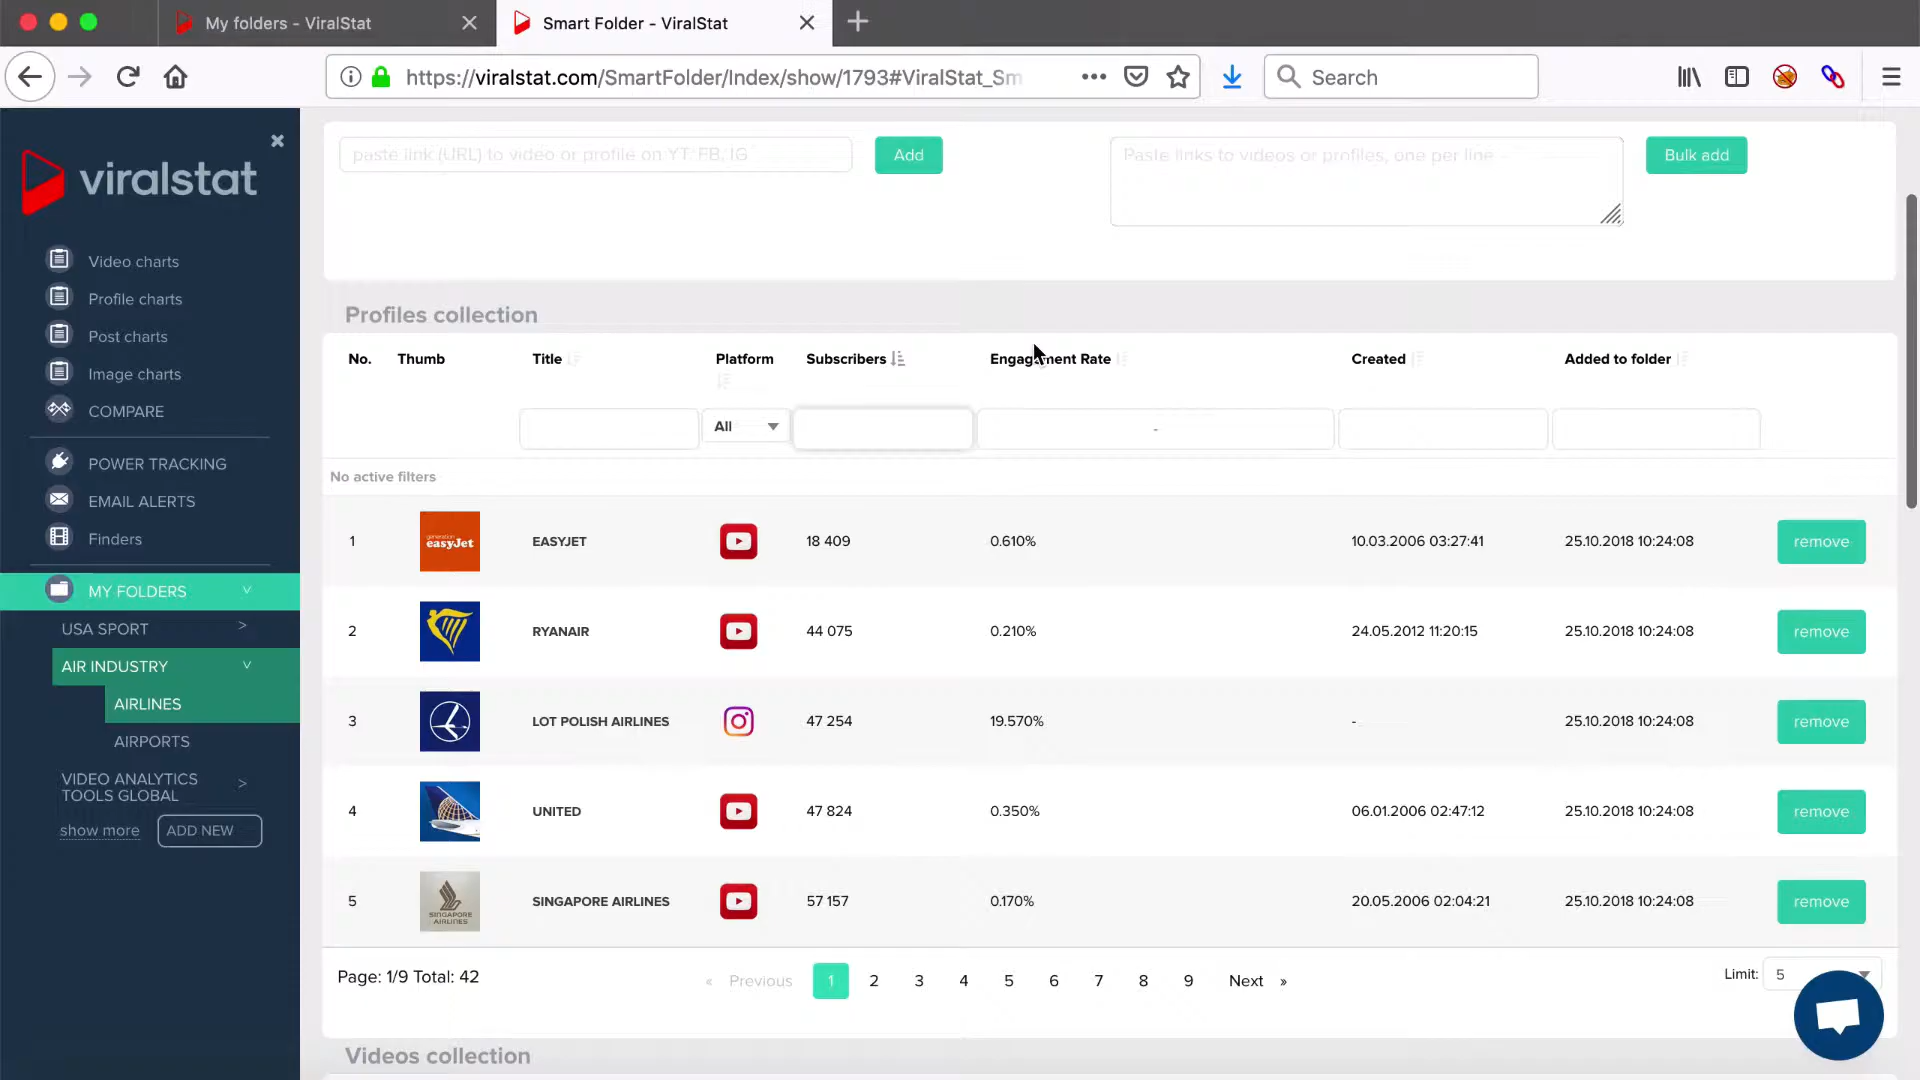 My folders - ViralStat
Smart Folder - ViralStat
https://viralstat.com/SmartFolder/Index/show/1793#ViralStat_Sm
Search
viralstat
Video charts
Profile charts
Post charts
Image charts
COMPARE
POWER TRACKING
EMAIL ALERTS
Finders
MY FOLDERS
USA SPORT
AIR INDUSTRY
AIRLINES
AIRPORTS
VIDEO ANALYTICS
TOOLS GLOBAL
show more
ADD NEW
paste link (URL) to video or profile on YT, FB, IG
Add
Paste links to videos or profiles, one per line
Bulk add
Profiles collection
No. Thumb Title Platform Subscribers Engagement Rate Created Added to folder
All -
No active filters
1 generation easyJet EASYJET 18 409 0.610% 10.03.2006 03:27:41 25.10.2018 10:24:08 remove
2 RYANAIR 44 075 0.210% 24.05.2012 11:20:15 25.10.2018 10:24:08 remove
3 LOT POLISH AIRLINES 47 254 19.570% - 25.10.2018 10:24:08 remove
4 UNITED 47 824 0.350% 06.01.2006 02:47:12 25.10.2018 10:24:08 remove
5 SINGAPORE AIRLINES SINGAPORE AIRLINES 57 157 0.170% 20.05.2006 02:04:21 25.10.2018 10:24:08 remove
Page: 1/9 Total: 42
« Previous 1 2 3 4 5 6 7 8 9 Next »
Limit: 5
Videos collection